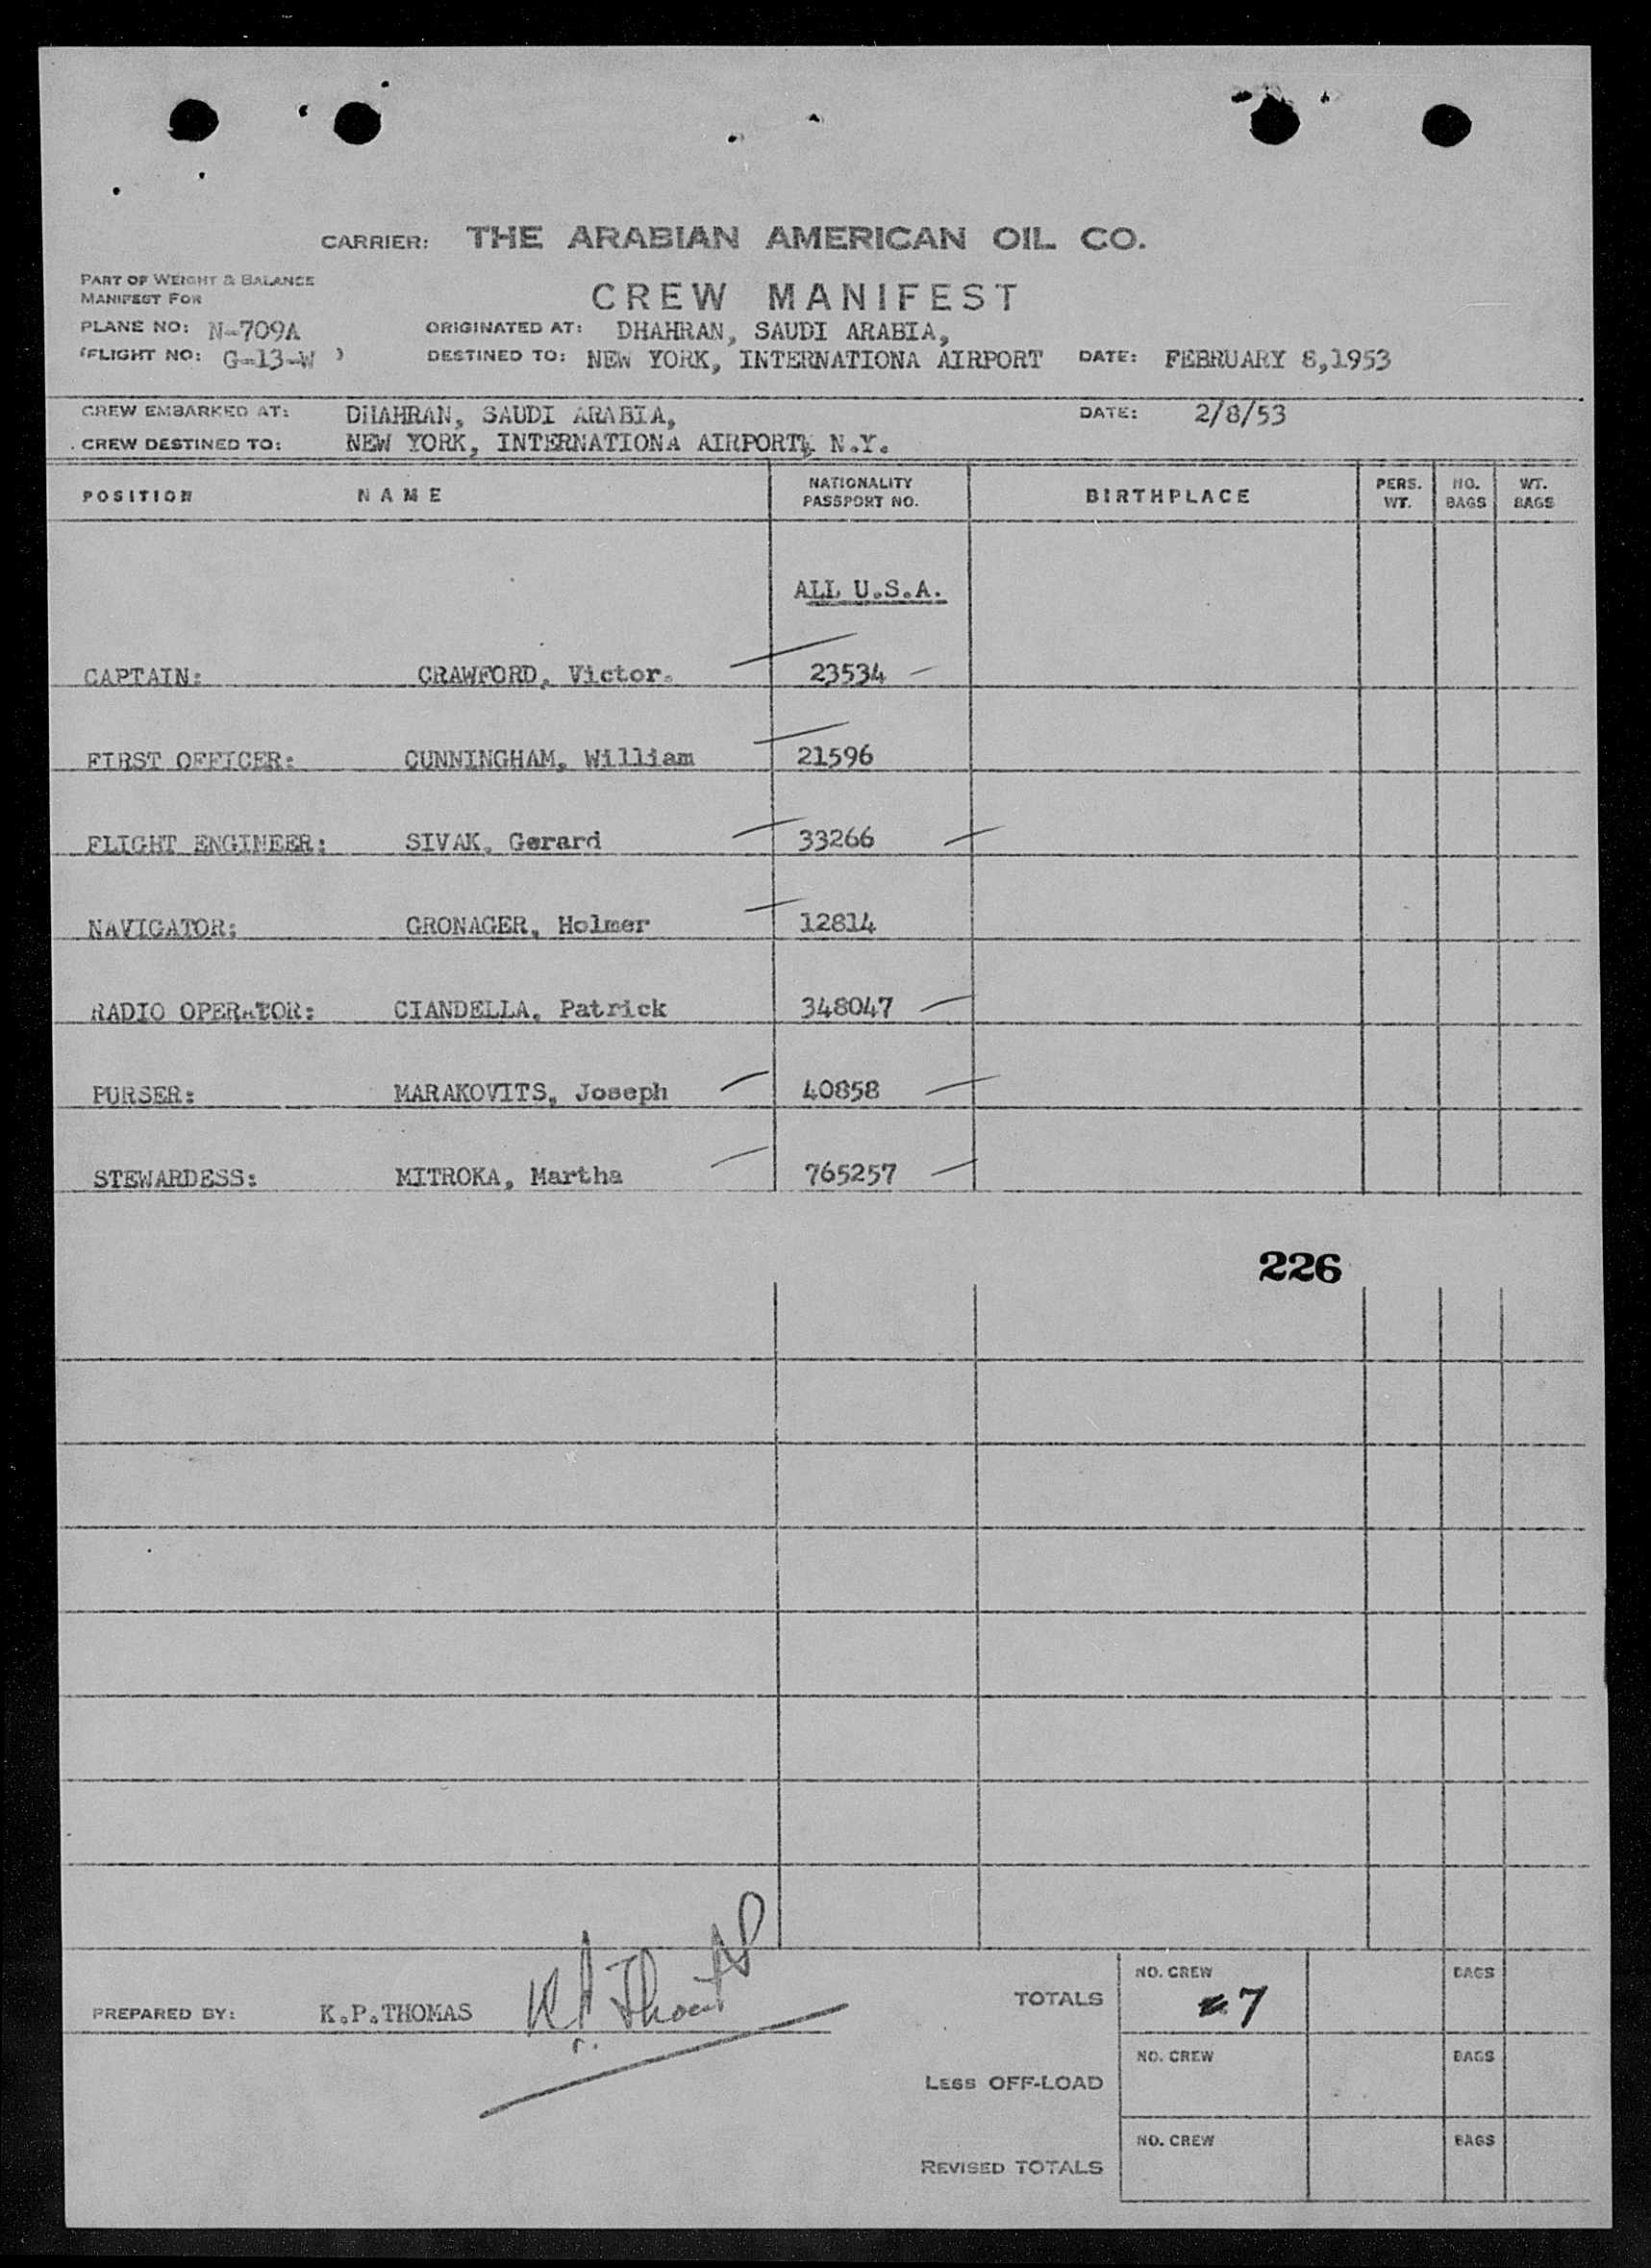 CARRIER: THE ARABIAN AMERICAN OIL CO.
PART OF WEIGHT & BALANCE
MANIFEST FOR
CREW MANIFEST
PLANE NO: N-709A ORIGINATED AT: DHAHRAN, SAUDI ARABIA,
(FLIGHT NO: G-13-W ) DESTINED TO: NEW YORK, INTERNATIONA AIRPORT DATE: FEBRUARY 8,1953
CREW EMBARKED AT: DHAHRAN, SAUDI ARABIA, DATE: 2/8/53
CREW DESTINED TO: NEW YORK, INTERNATIONA AIRPORT, N.Y.
POSITION NAME NATIONALITY PASSPORT NO. BIRTHPLACE PERS. WT. NO. BAGS WT. BAGS
ALL U.S.A.
CAPTAIN: CRAWFORD, Victor. 23534
FIRST OFFICER: CUNNINGHAM, William 21596
FLIGHT ENGINEER: SIVAK, Gerard 33266
NAVIGATOR: GRONAGER, Holmer 12814
RADIO OPERATOR: CIANDELLA, Patrick 348047
PURSER: MARAKOVITS, Joseph 40858
STEWARDESS: MITROKA, Martha 765257
226
NO. CREW BAGS
PREPARED BY: K.P.THOMAS K.P.Thomas TOTALS 7
NO. CREW BAGS
LESS OFF-LOAD
NO. CREW BAGS
REVISED TOTALS